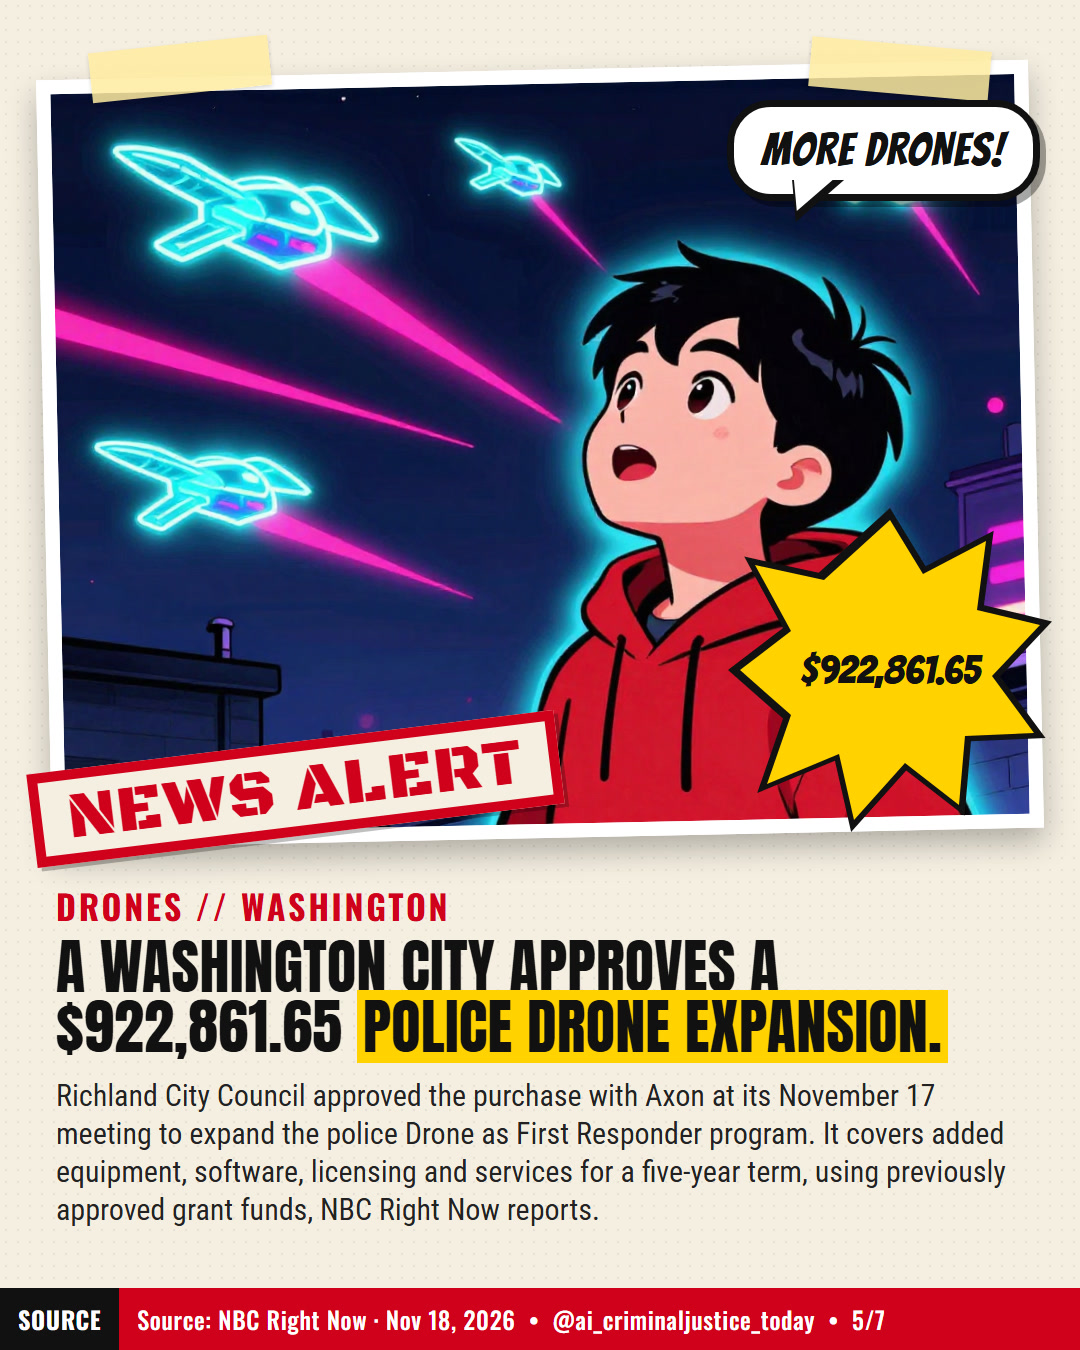 MORE DRONES!
$922,861.65
NEWS ALERT
DRONES // WASHINGTON
A WASHINGTON CITY APPROVES A
$922,861.65 POLICE DRONE EXPANSION.
Richland City Council approved the purchase with Axon at its November 17
meeting to expand the police Drone as First Responder program. It covers added
equipment, software, licensing and services for a five-year term, using previously
approved grant funds, NBC Right Now reports.
SOURCE Source: NBC Right Now · Nov 18, 2026 • @ai_criminaljustice_today • 5/7